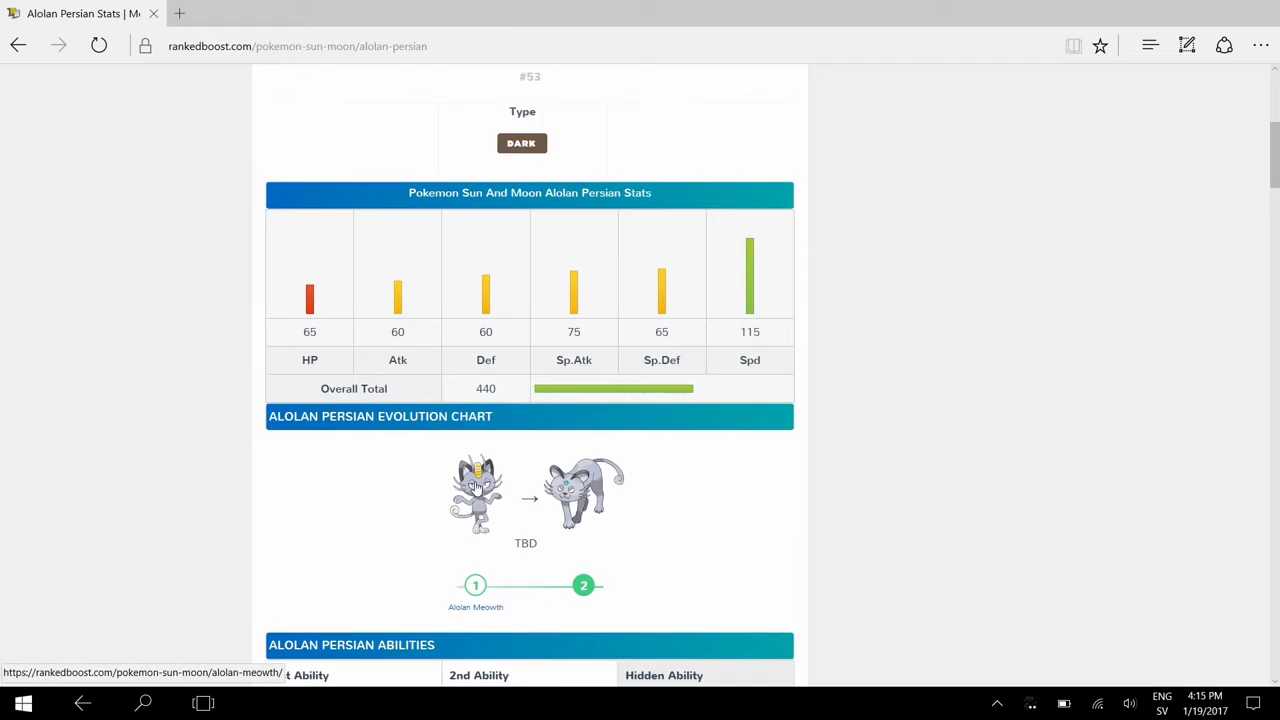 Alolan Persian Stats | M
rankedboost.com/pokemon-sun-moon/alolan-persian
#53
Type
DARK
Pokemon Sun And Moon Alolan Persian Stats
65 60 60 75 65 115
HP Atk Def Sp.Atk Sp.Def Spd
Overall Total 440
ALOLAN PERSIAN EVOLUTION CHART
TBD
1 2
Alolan Meowth
ALOLAN PERSIAN ABILITIES
t Ability 2nd Ability Hidden Ability
https://rankedboost.com/pokemon-sun-moon/alolan-meowth/
ENG 4:15 PM
SV 1/19/2017